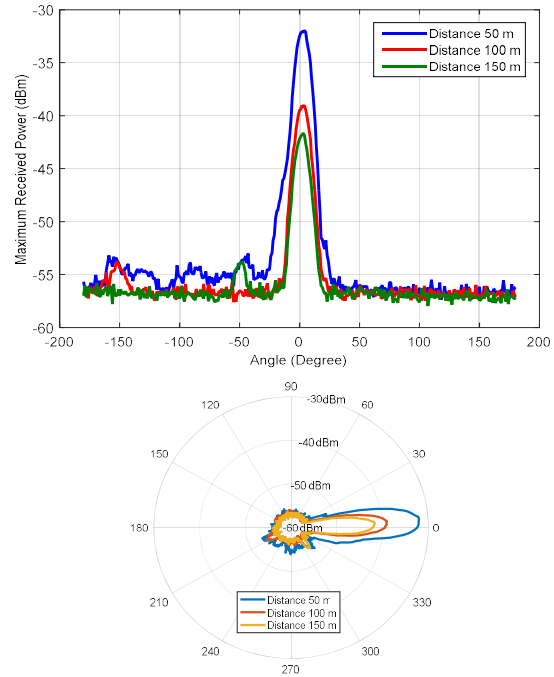 -30
-35
-40
-45
-50
-55
-60
Maximum Received Power (dBm)
Distance 50 m
Distance 100 m
Distance 150 m
-200 -150 -100 -50 0 50 100 150 200
Angle (Degree)
90
120 -30dBm 60
-40dBm
150 30
-50dBm
180 -60dBm 0
210 330
Distance 50 m
Distance 100 m
Distance 150 m
240 300
270